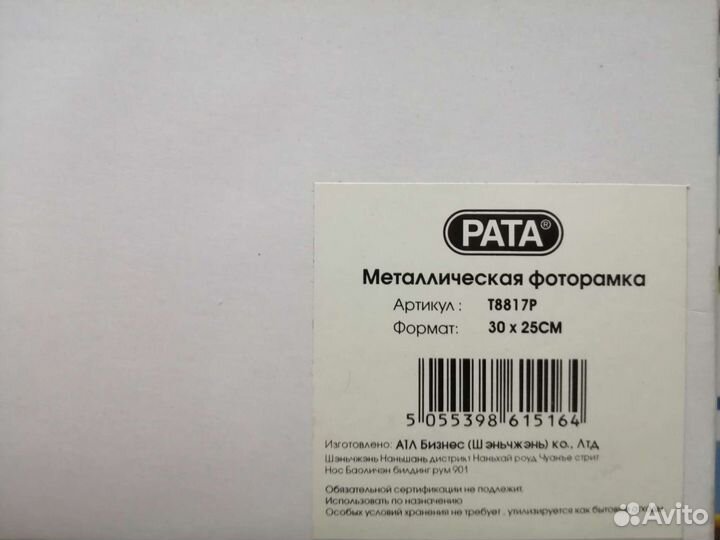 PATA®
Металлическая фоторамка
Артикул : T8817P
Формат: 30 x 25СМ
5 055398 615164
Изготовлено: А1Л Бизнес (Шэньчжэнь) ко., Лтд
Шэньчжэнь Наньшань дистрикт Наньхай роуд Чуанье стрит
Нос Баоличэн билдинг рум 901
Обязательной сертификации не подлежит.
Использовать по назначению
Особых условий хранения не требует . утилизируется как бытовые
Avito